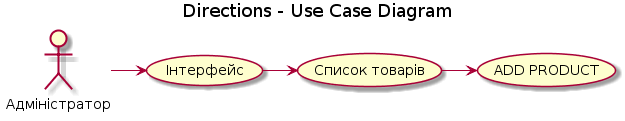 Directions - Use Case Diagram
Адміністратор
Інтерфейс
Список товарів
ADD PRODUCT